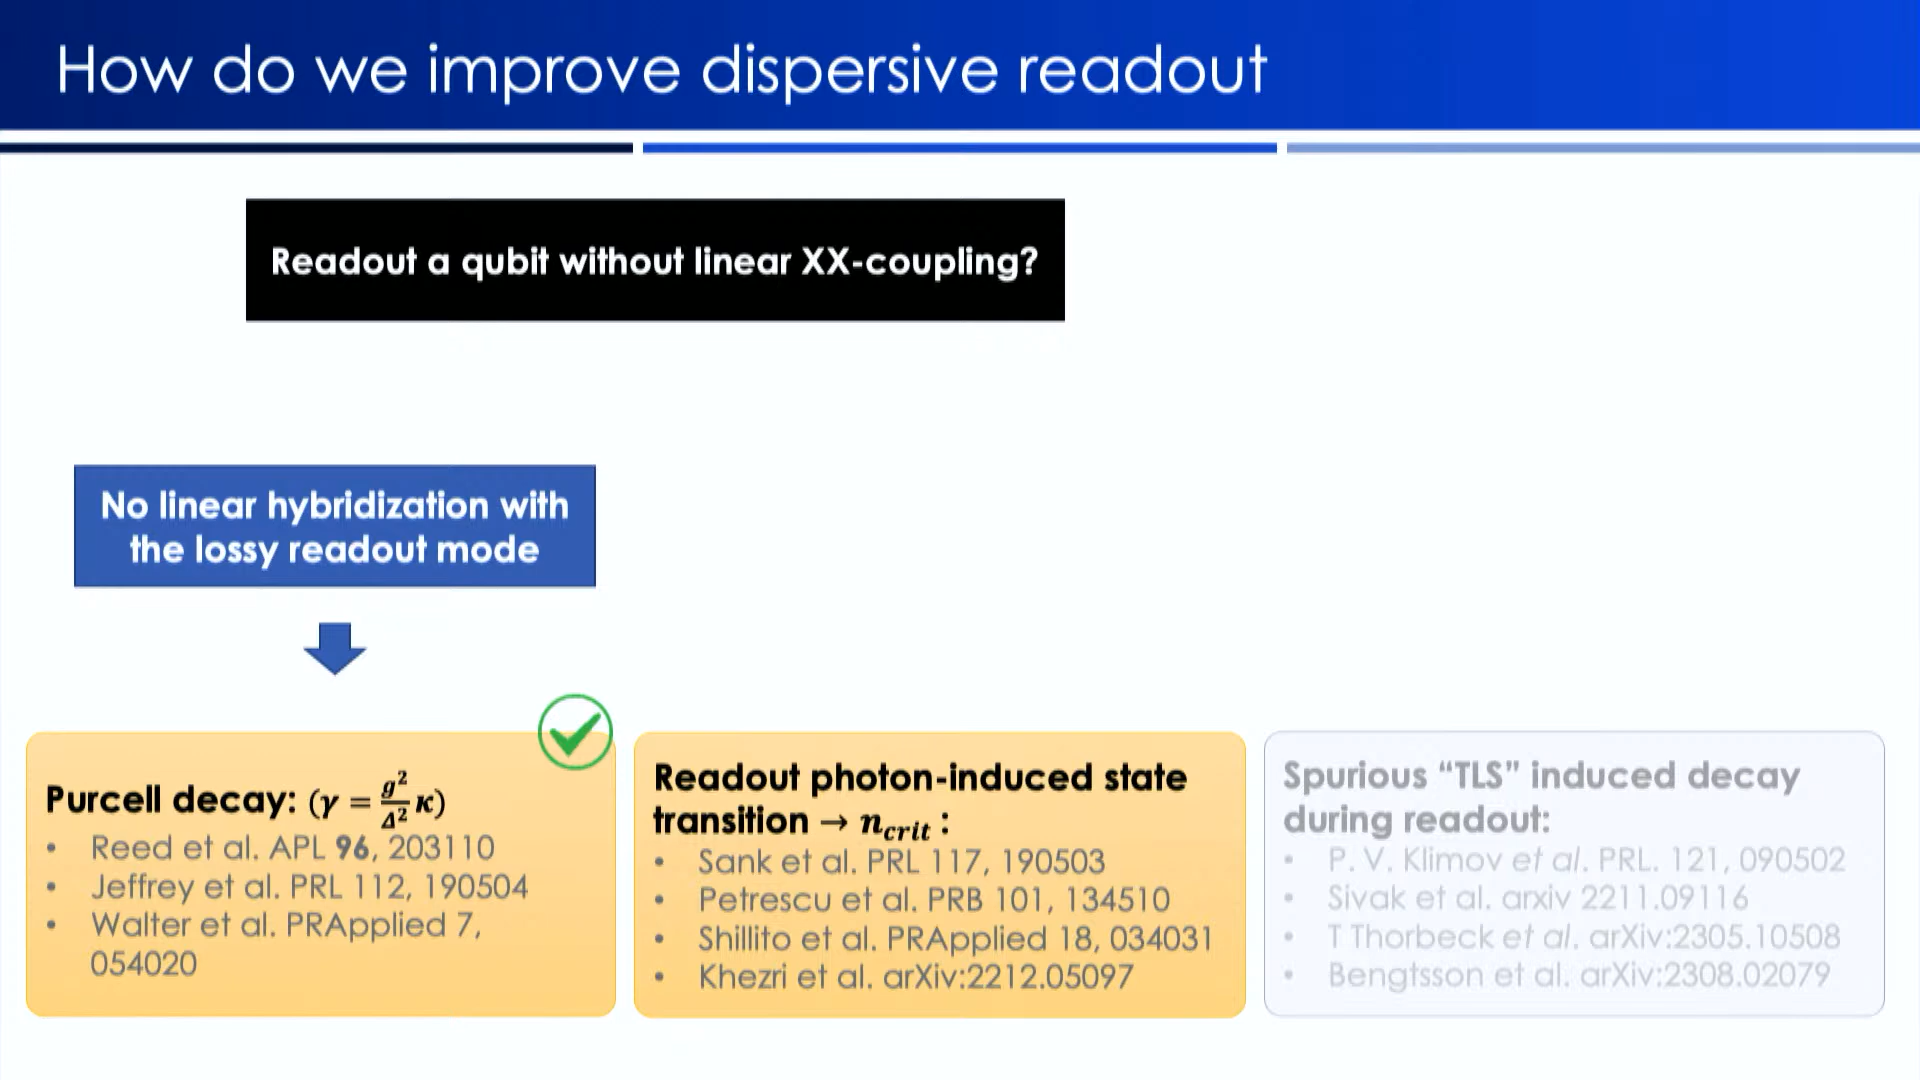 How do we improve dispersive readout
Readout a qubit without linear XX-coupling?
No linear hybridization with
the lossy readout mode
Purcell decay: (γ = g²/Δ² κ)
• Reed et al. APL 96, 203110
• Jeffrey et al. PRL 112, 190504
• Walter et al. PRApplied 7,
054020
Readout photon-induced state
transition → n_crit :
• Sank et al. PRL 117, 190503
• Petrescu et al. PRB 101, 134510
• Shillito et al. PRApplied 18, 034031
• Khezri et al. arXiv:2212.05097
Spurious “TLS” induced decay
during readout:
• P. V. Klimov et al. PRL. 121, 090502
• Sivak et al. arxiv 2211.09116
• T Thorbeck et al. arXiv:2305.10508
• Bengtsson et al. arXiv:2308.02079